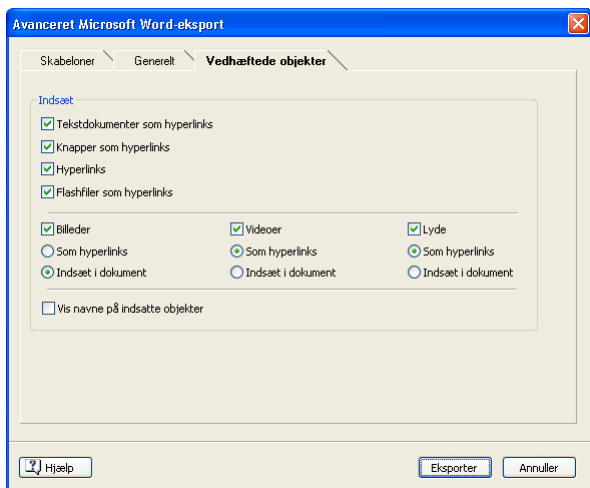 Avanceret Microsoft Word-eksport
Skabeloner Generelt Vedhæftede objekter
Indsæt
Tekstdokumenter som hyperlinks
Knapper som hyperlinks
Hyperlinks
Flashfiler som hyperlinks
Billeder Videoer Lyde
Som hyperlinks Som hyperlinks Som hyperlinks
Indsæt i dokument Indsæt i dokument Indsæt i dokument
Vis navne på indsatte objekter
Hjælp Eksporter Annuller